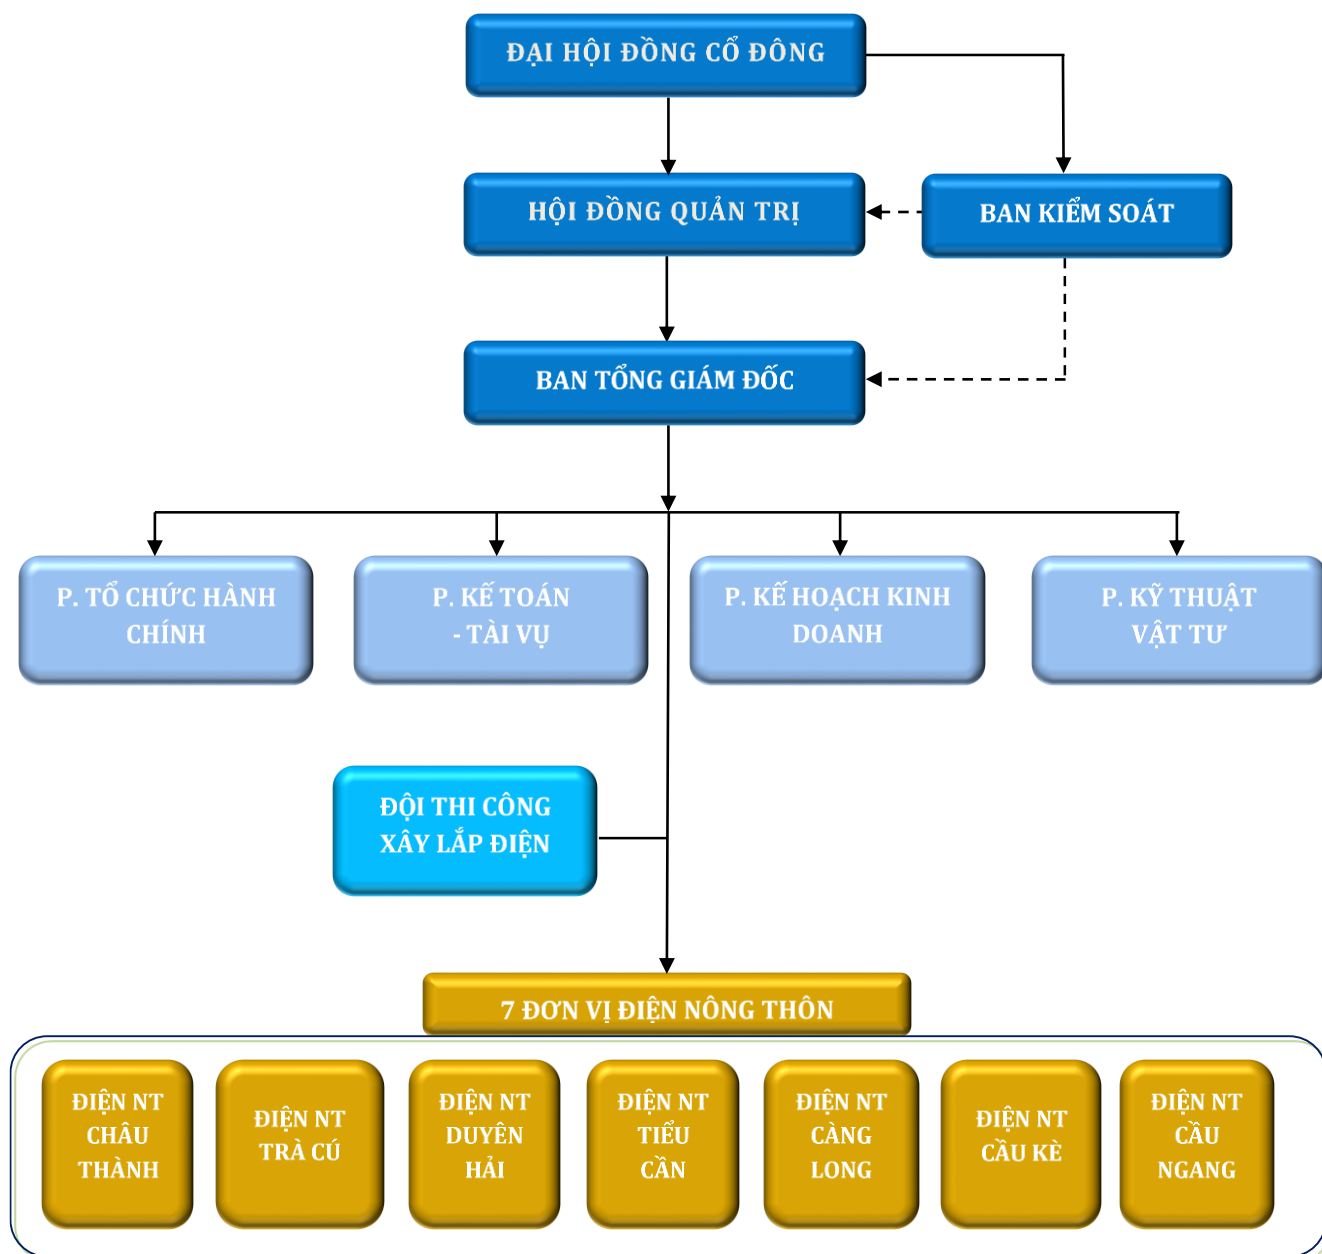 ĐẠI HỘI ĐỒNG CỔ ĐÔNG
HỘI ĐỒNG QUẢN TRỊ
BAN KIỂM SOÁT
BAN TỔNG GIÁM ĐỐC
P. TỔ CHỨC HÀNH
CHÍNH
P. KẾ TOÁN
- TÀI VỤ
P. KẾ HOẠCH KINH
DOANH
P. KỸ THUẬT
VẬT TƯ
ĐỘI THI CÔNG
XÂY LẮP ĐIỆN
7 ĐƠN VỊ ĐIỆN NÔNG THÔN
ĐIỆN NT
CHÂU
THÀNH
ĐIỆN NT
TRÀ CÚ
ĐIỆN NT
DUYÊN
HẢI
ĐIỆN NT
TIỂU
CẦN
ĐIỆN NT
CÀNG
LONG
ĐIỆN NT
CẦU KÈ
ĐIỆN NT
CẦU
NGANG